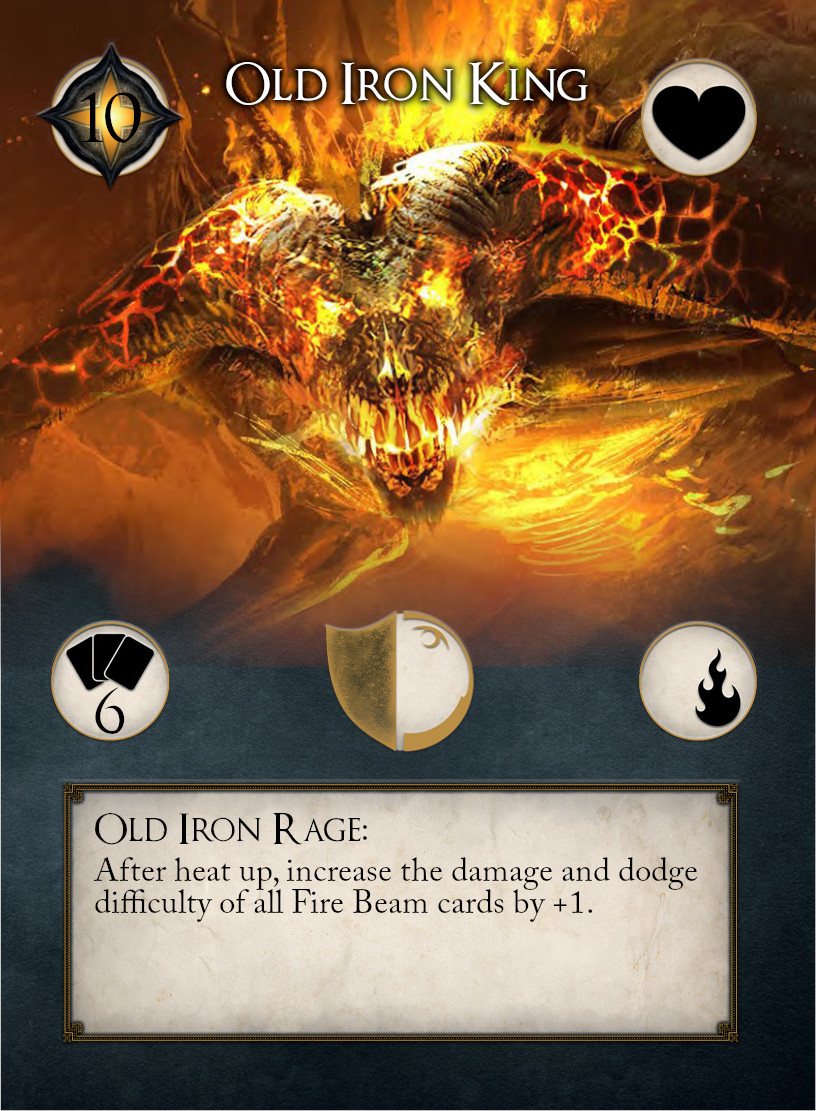 10
Old Iron King
6
Old Iron Rage:
After heat up, increase the damage and dodge
difficulty of all Fire Beam cards by +1.